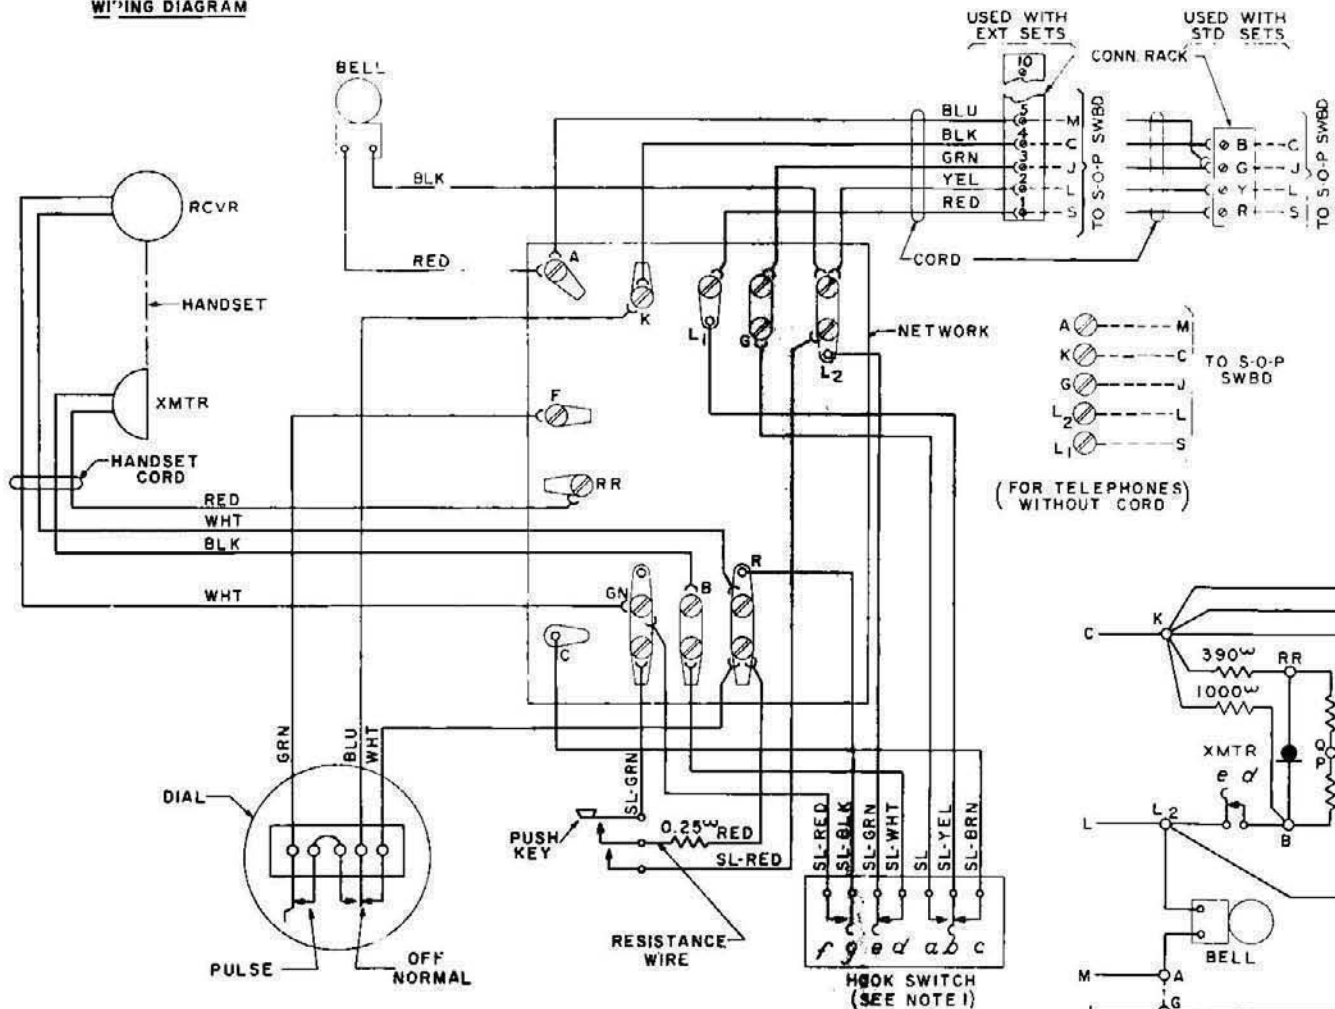 WIRING DIAGRAM
USED WITH
EXT SETS
USED WITH
STD SETS
CONN. RACK
BELL
10
BLU
5
M
BLK
4
C
GRN
3
J
YEL
2
L
RED
1
S
TO S-O-P SWBD
B
C
G
J
Y
L
R
S
TO S-O-P SWBD
CORD
BLK
RED
RCVR
HANDSET
XMTR
HANDSET
CORD
RED
WHT
BLK
WHT
A
K
L1
G
L2
NETWORK
F
RR
GN
B
R
C
A
M
K
C
G
J
L2
L
L1
S
TO S-O-P
SWBD
(FOR TELEPHONES
WITHOUT CORD)
GRN
BLU
WHT
DIAL
PULSE
OFF
NORMAL
PUSH
KEY
SL-GRN
0.25ω
RED
SL-RED
RESISTANCE
WIRE
SL-RED
SL-BLK
SL-GRN
SL-WHT
SL
SL-YEL
SL-BRN
f g e d a b c
HOOK SWITCH
(SEE NOTE 1)
C
K
390ω
RR
1000ω
XMTR
Q
P
e d
L
L2
B
BELL
M
A
G